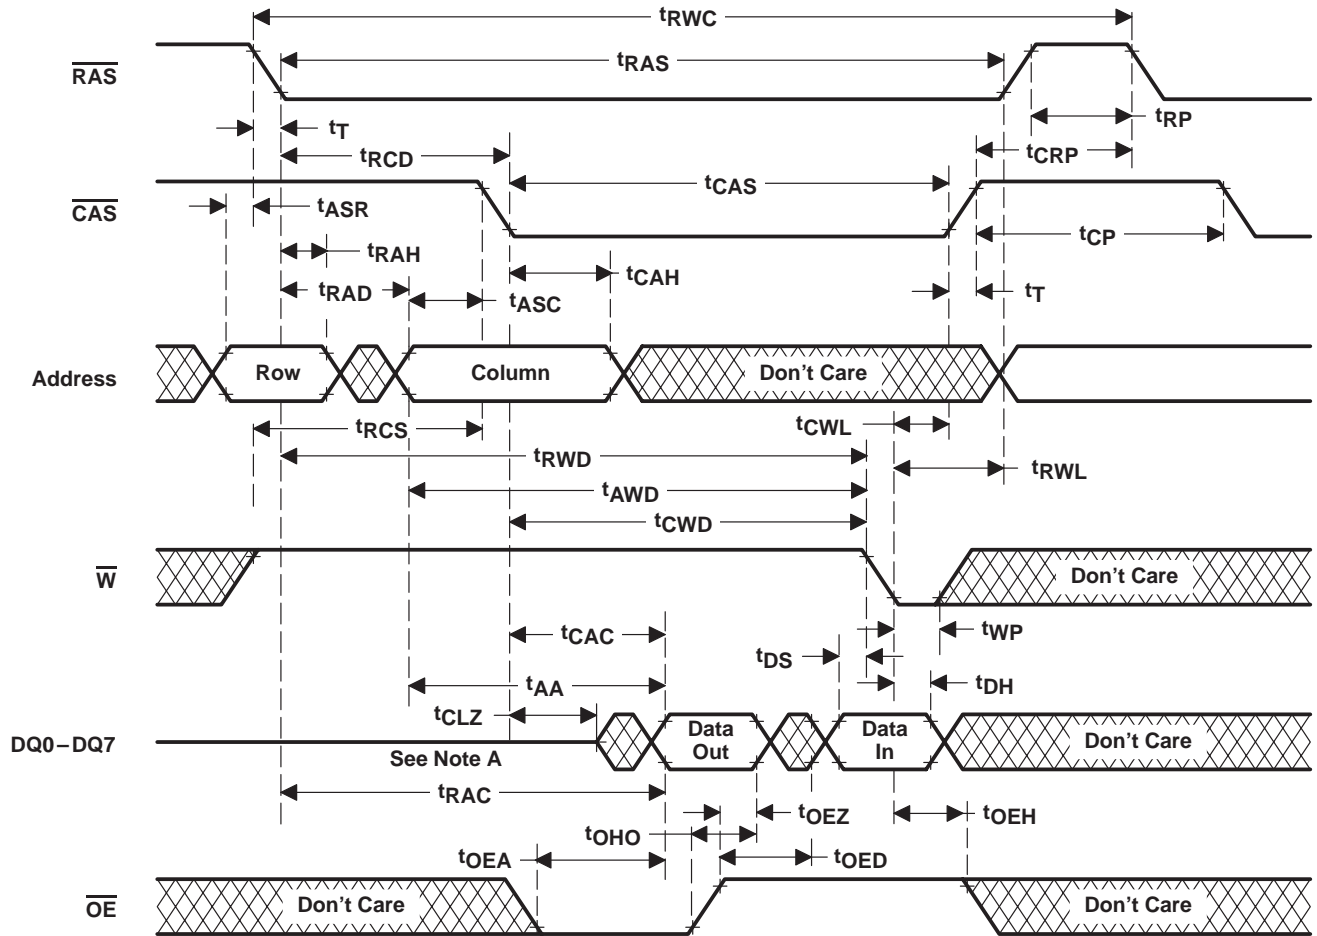 tRWC
RAS
tRAS
tT
tRP
tRCD
tCRP
CAS
tCAS
tASR
tCP
tRAH
tCAH
tRAD
tASC
tT
Address
Row
Column
Don't Care
tRCS
tCWL
tRWD
tRWL
tAWD
tCWD
W
Don't Care
tCAC
tWP
tDS
tAA
tDH
tCLZ
DQ0–DQ7
Data Out
Data In
Don't Care
See Note A
tRAC
tOEZ
tOEH
tOHO
tOEA
tOED
OE
Don't Care
Don't Care